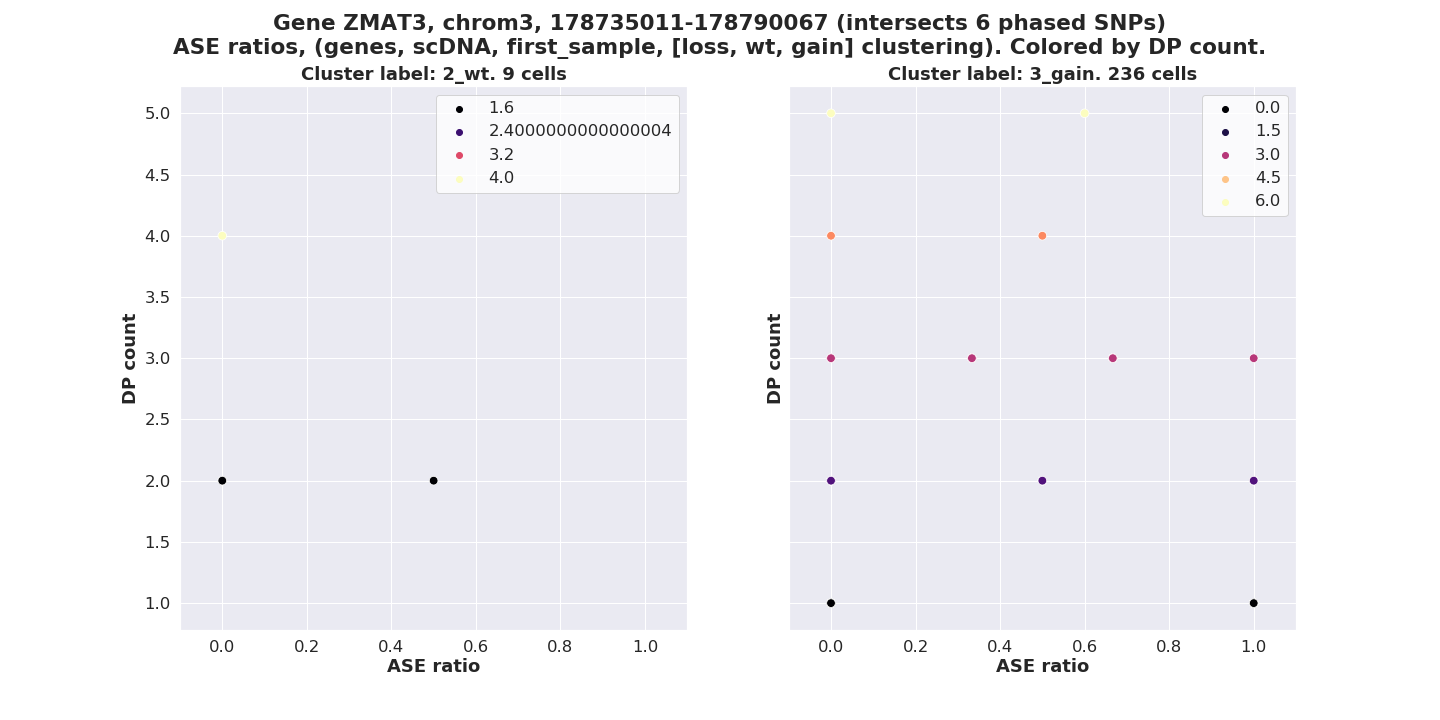 Gene ZMAT3, chrom3, 178735011-178790067 (intersects 6 phased SNPs)
ASE ratios, (genes, scDNA, first_sample, [loss, wt, gain] clustering). Colored by DP count.
Cluster label: 2_wt. 9 cells
1.6
2.4000000000000004
3.2
4.0
5.0
4.5
4.0
3.5
3.0
2.5
2.0
1.5
1.0
DP count
0.0 0.2 0.4 0.6 0.8 1.0
ASE ratio
Cluster label: 3_gain. 236 cells
0.0
1.5
3.0
4.5
6.0
DP count
0.0 0.2 0.4 0.6 0.8 1.0
ASE ratio